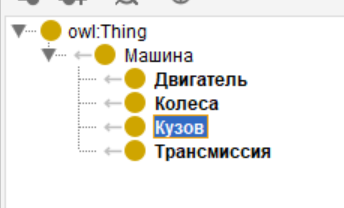 owl:Thing
Машина
Двигатель
Колеса
Кузов
Трансмиссия